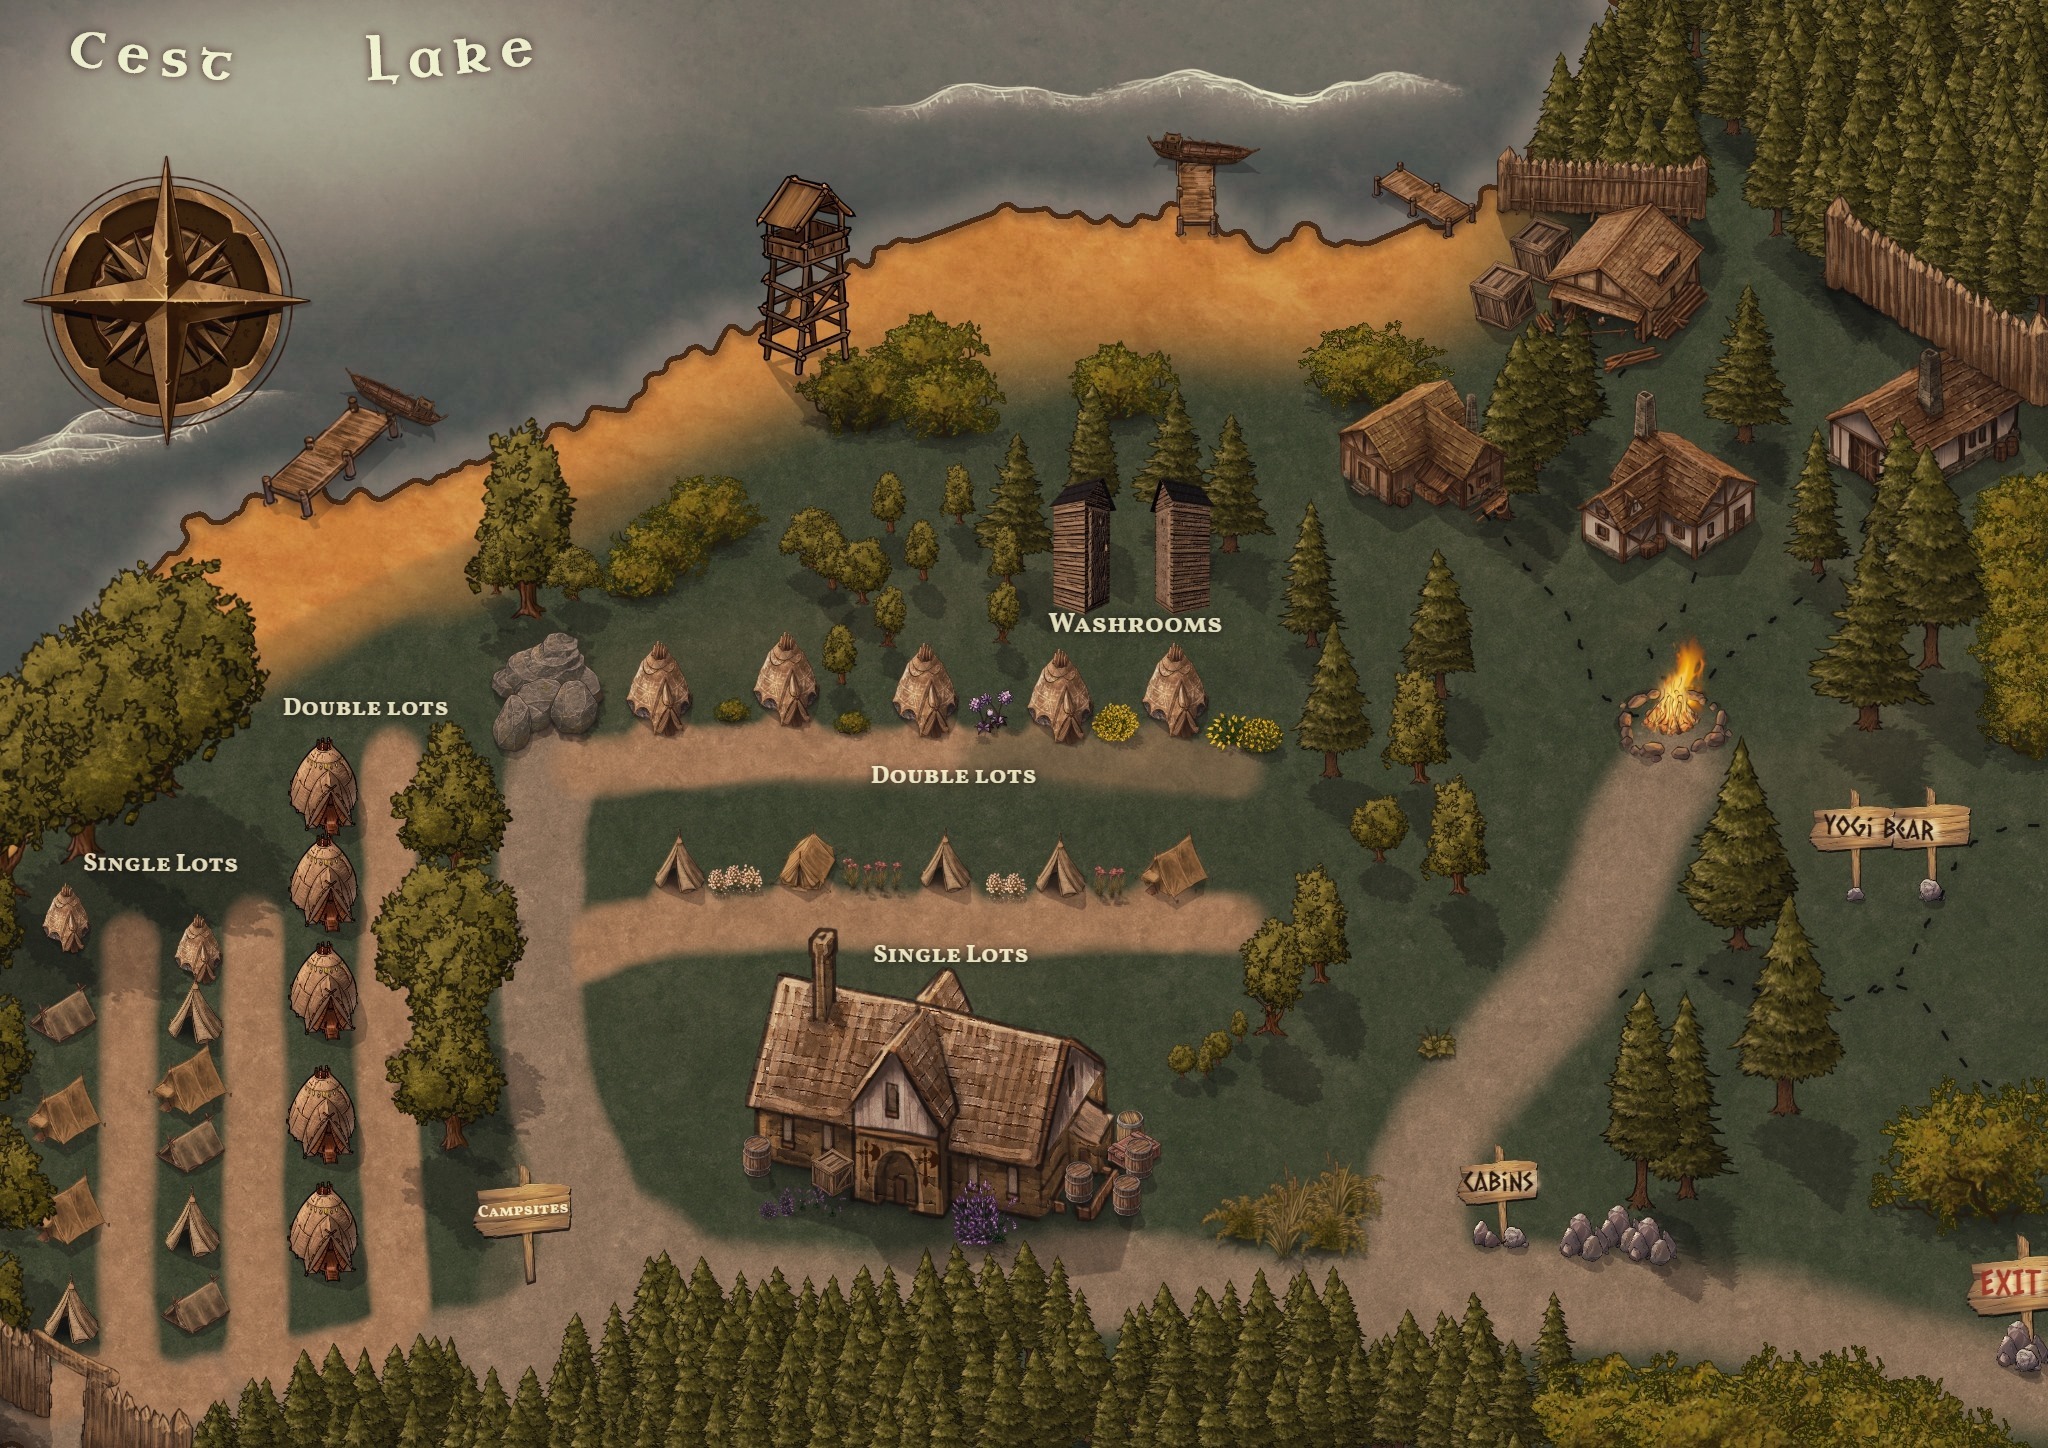 Cest Lake
Washrooms
Double lots
Double lots
Yogi Bear
Single Lots
Single Lots
Cabins
Campsites
EXIT